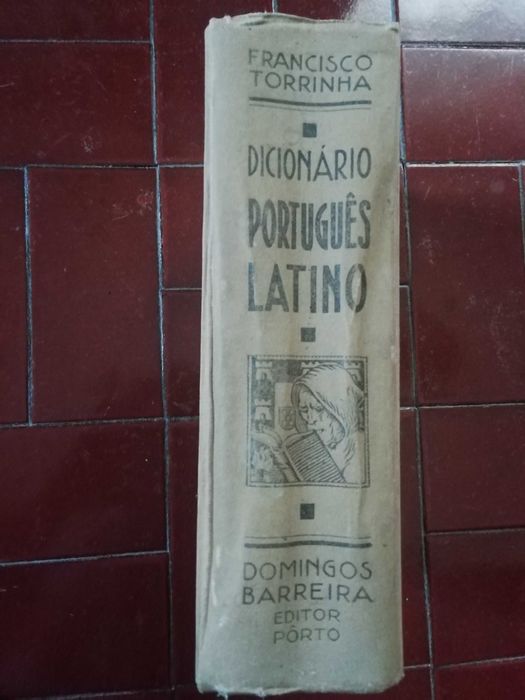 FRANCISCO
TORRINHA
DICIONÁRIO
PORTUGUÊS
LATINO
DOMINGOS
BARREIRA
EDITOR
PÔRTO